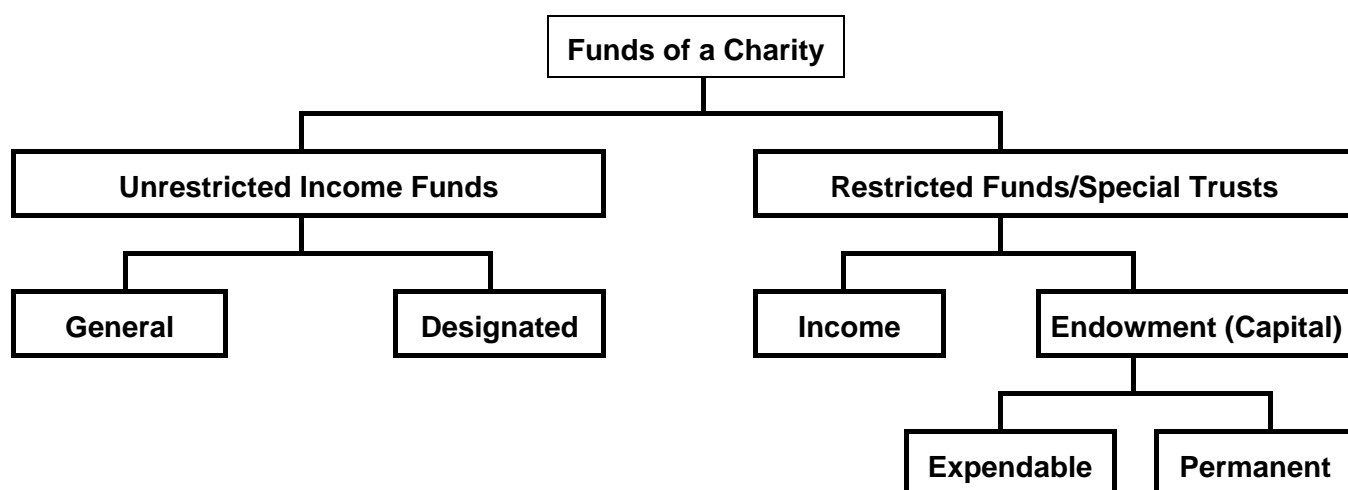 Funds of a Charity
Unrestricted Income Funds
Restricted Funds/Special Trusts
General
Designated
Income
Endowment (Capital)
Expendable
Permanent